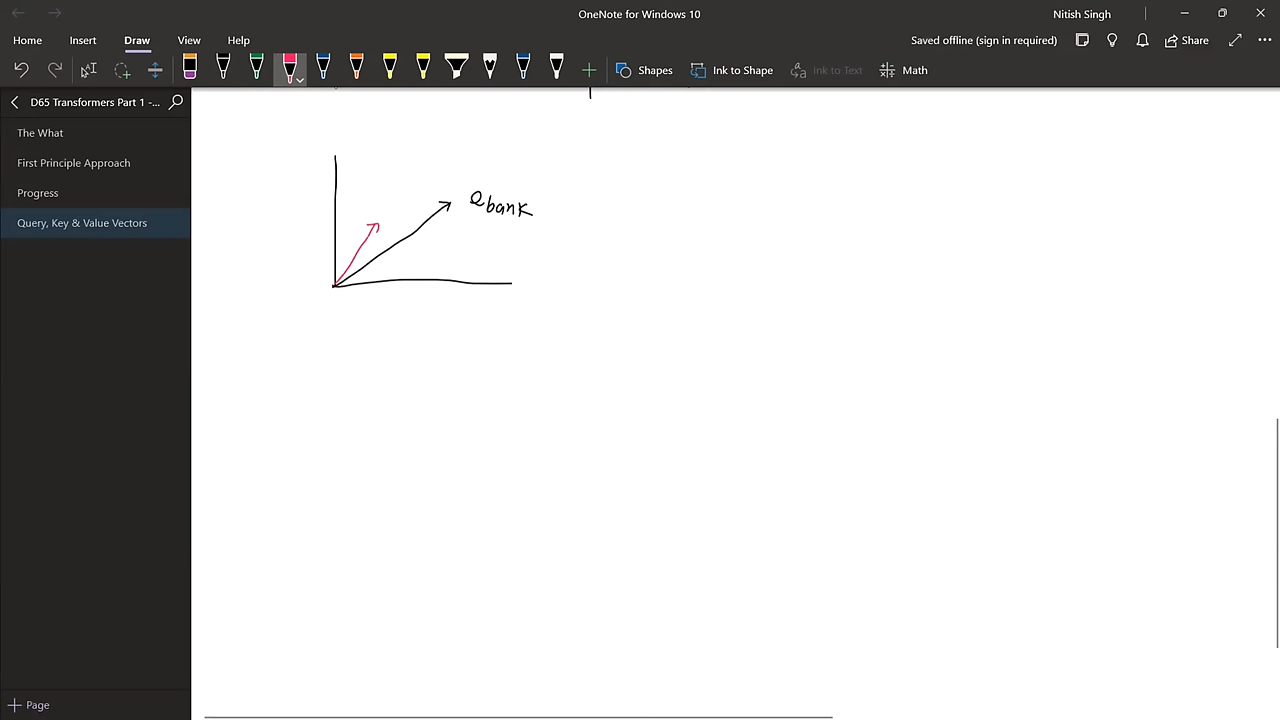 OneNote for Windows 10
Nitish Singh
Home Insert Draw View Help
Saved offline (sign in required)
Share
Shapes
Ink to Shape
Ink to Text
Math
D65 Transformers Part 1 -...
The What
First Principle Approach
Progress
Query, Key & Value Vectors
ebank
Page